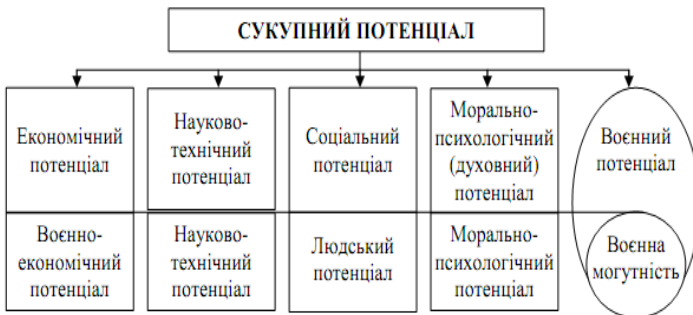 СУКУПНИЙ ПОТЕНЦІАЛ
Економічний
потенціал
Науково-
технічний
потенціал
Соціальний
потенціал
Морально-
психологічний
(духовний)
потенціал
Воєнний
потенціал
Воєнно-
економічний
потенціал
Науково-
технічний
потенціал
Людський
потенціал
Морально-
психологічний
потенціал
Воєнна
могутність